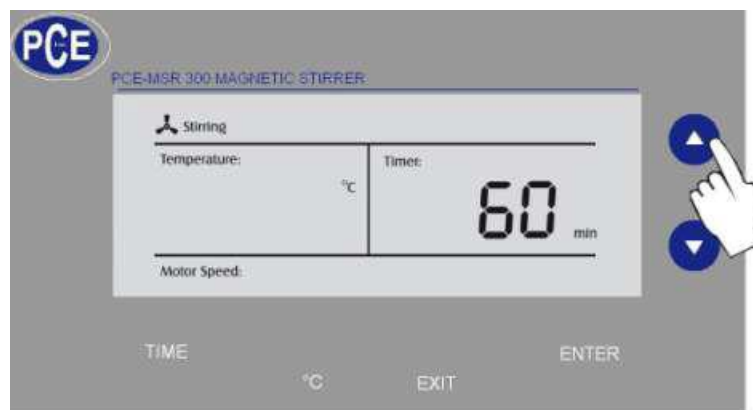 PCE
PCE-MSR 300 MAGNETIC STIRRER
Stirring
Temperature:
°C
Timer:
60 min
Motor Speed:
TIME
ENTER
°C
EXIT